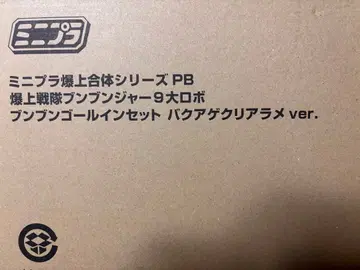 ミニプラ
ミニプラ爆上合体シリーズ PB
爆上戦隊ブンブンジャー9大ロボ
ブンブンゴールインセット バクアゲクリアラメ ver.